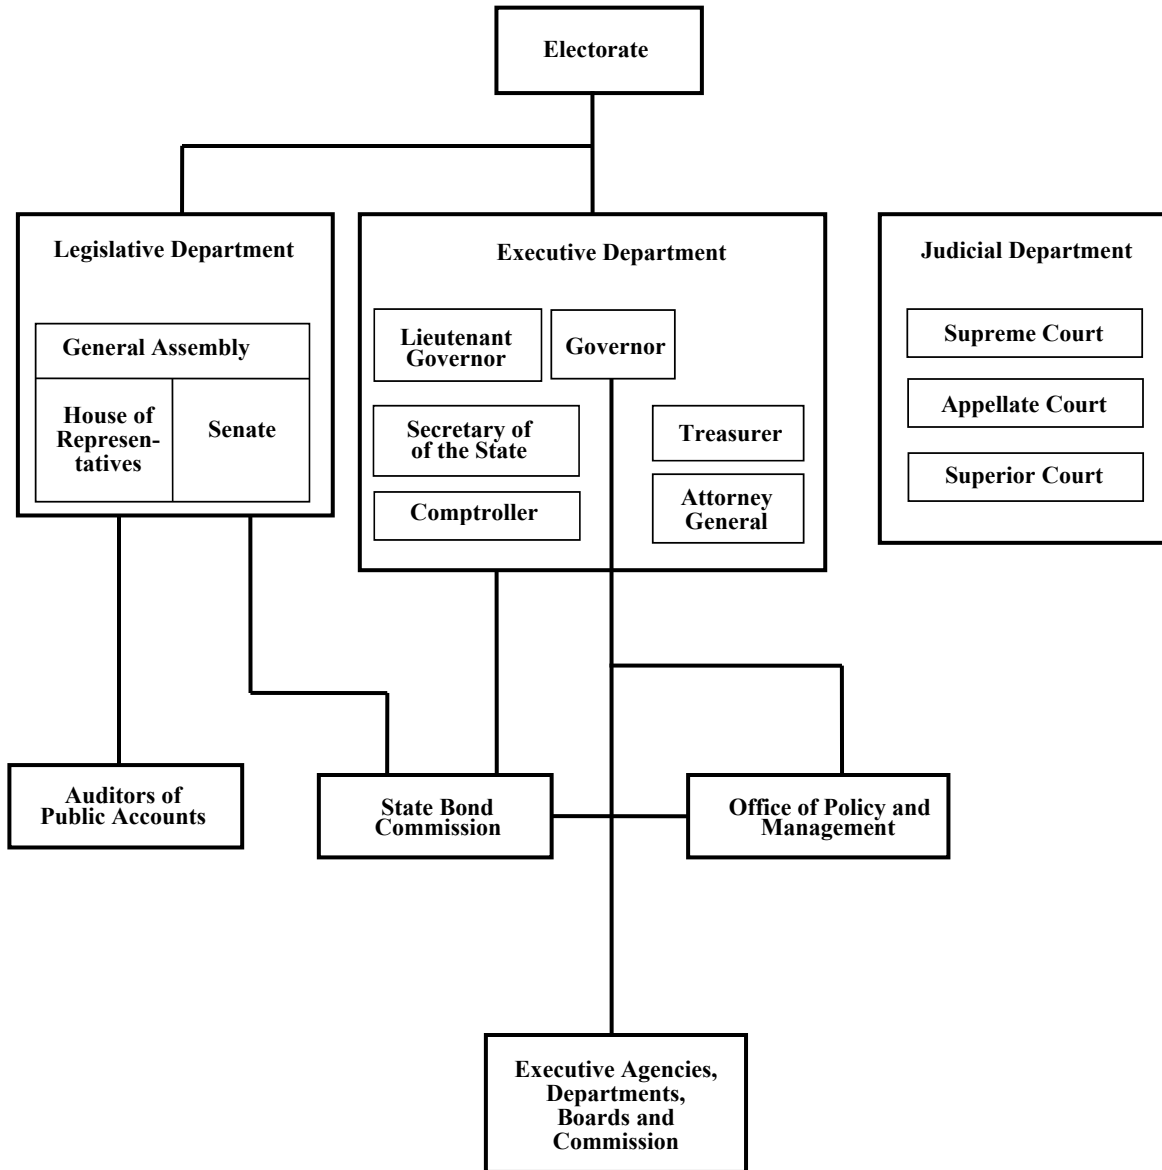 Electorate
Legislative Department
General Assembly
House of
Represen-
tatives
Senate
Executive Department
Lieutenant
Governor
Governor
Secretary of
of the State
Treasurer
Comptroller
Attorney
General
Judicial Department
Supreme Court
Appellate Court
Superior Court
Auditors of
Public Accounts
State Bond
Commission
Office of Policy and
Management
Executive Agencies,
Departments,
Boards and
Commission